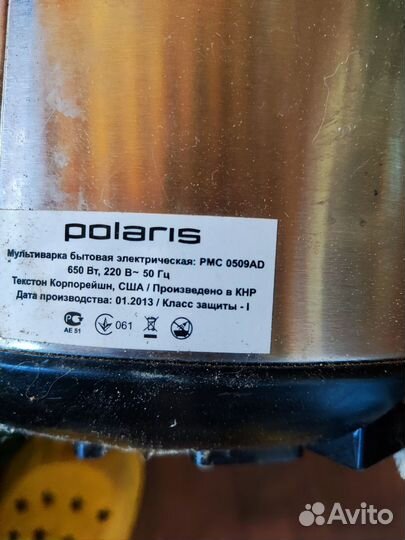 polaris
Мультиварка бытовая электрическая: PMC 0509AD
650 Вт, 220 В~ 50 Гц
Текстон Корпорейшн, США / Произведено в КНР
Дата производства: 01.2013 / Класс защиты - I
АЕ 51
061
Avito